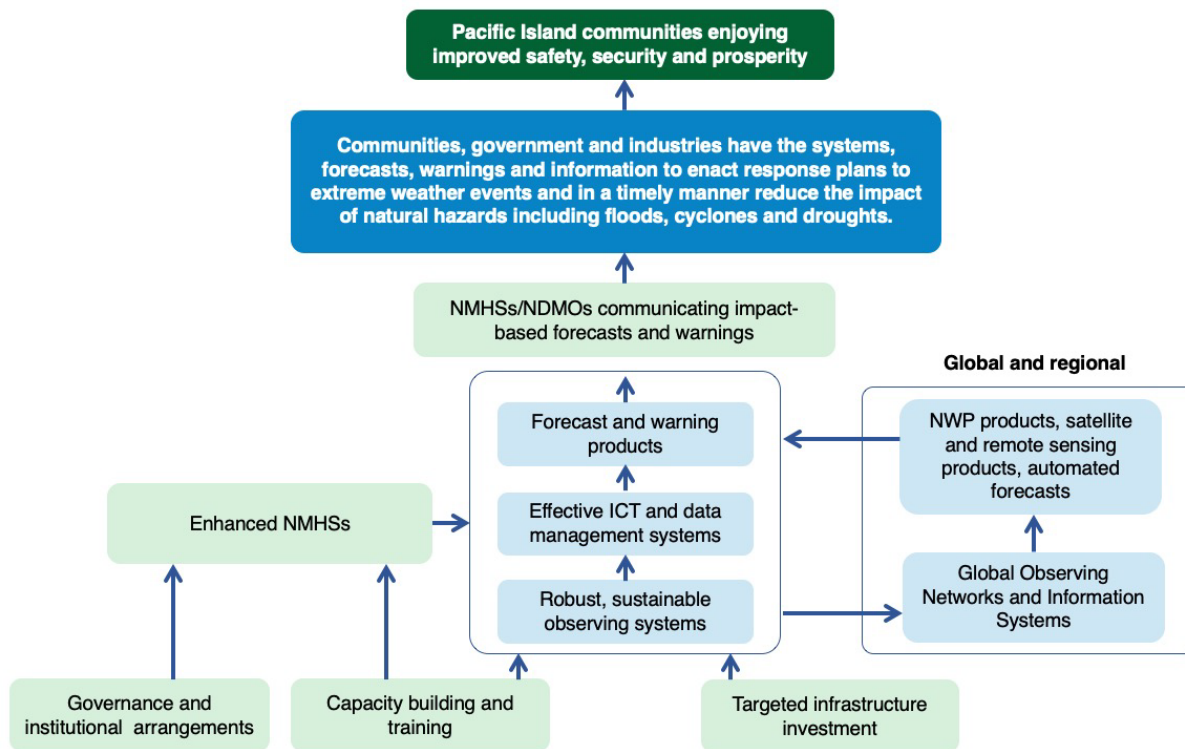 Pacific Island communities enjoying
improved safety, security and prosperity
Communities, government and industries have the systems,
forecasts, warnings and information to enact response plans to
extreme weather events and in a timely manner reduce the impact
of natural hazards including floods, cyclones and droughts.
NMHSs/NDMOs communicating impact-
based forecasts and warnings
Global and regional
Forecast and warning
products
NWP products, satellite
and remote sensing
products, automated
forecasts
Enhanced NMHSs
Effective ICT and data
management systems
Robust, sustainable
observing systems
Global Observing
Networks and Information
Systems
Governance and
institutional arrangements
Capacity building and
training
Targeted infrastructure
investment